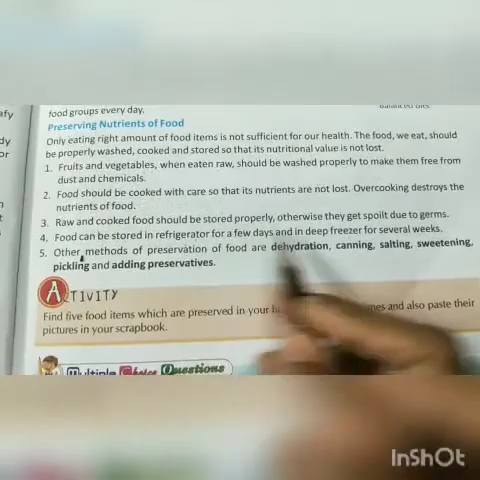 afy
food groups every day.
balanced diet
Preserving Nutrients of Food
Only eating right amount of food items is not sufficient for our health. The food, we eat, should
dy
be properly washed, cooked and stored so that its nutritional value is not lost.
or
1. Fruits and vegetables, when eaten raw, should be washed properly to make them free from
dust and chemicals.
2. Food should be cooked with care so that its nutrients are not lost. Overcooking destroys the
nutrients of food.
3. Raw and cooked food should be stored properly, otherwise they get spoilt due to germs.
4. Food can be stored in refrigerator for a few days and in deep freezer for several weeks.
5. Other methods of preservation of food are dehydration, canning, salting, sweetening,
pickling and adding preservatives.
ACTIVITY
Find five food items which are preserved in your and also paste their
pictures in your scrapbook.
Multiple Choice Questions
InShOt